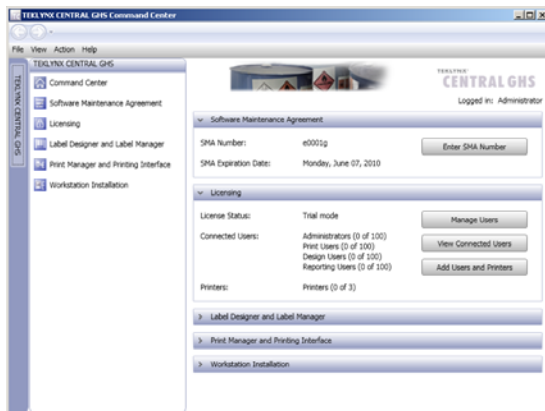 TEKLYNX CENTRAL GHS Command Center
File View Action Help
TEKLYNX CENTRAL GHS
TEKLYNX CENTRAL GHS
Command Center
Software Maintenance Agreement
Licensing
Label Designer and Label Manager
Print Manager and Printing Interface
Workstation Installation
TEKLYNX
CENTRAL GHS
Logged in: Administrator
Software Maintenance Agreement
SMA Number: e0001g
Enter SMA Number
SMA Expiration Date: Monday, June 07, 2010
Licensing
License Status: Trial mode
Manage Users
Connected Users: Administrators (0 of 100)
Print Users (0 of 100)
View Connected Users
Design Users (0 of 100)
Reporting Users (0 of 100)
Add Users and Printers
Printers: Printers (0 of 3)
Label Designer and Label Manager
Print Manager and Printing Interface
Workstation Installation